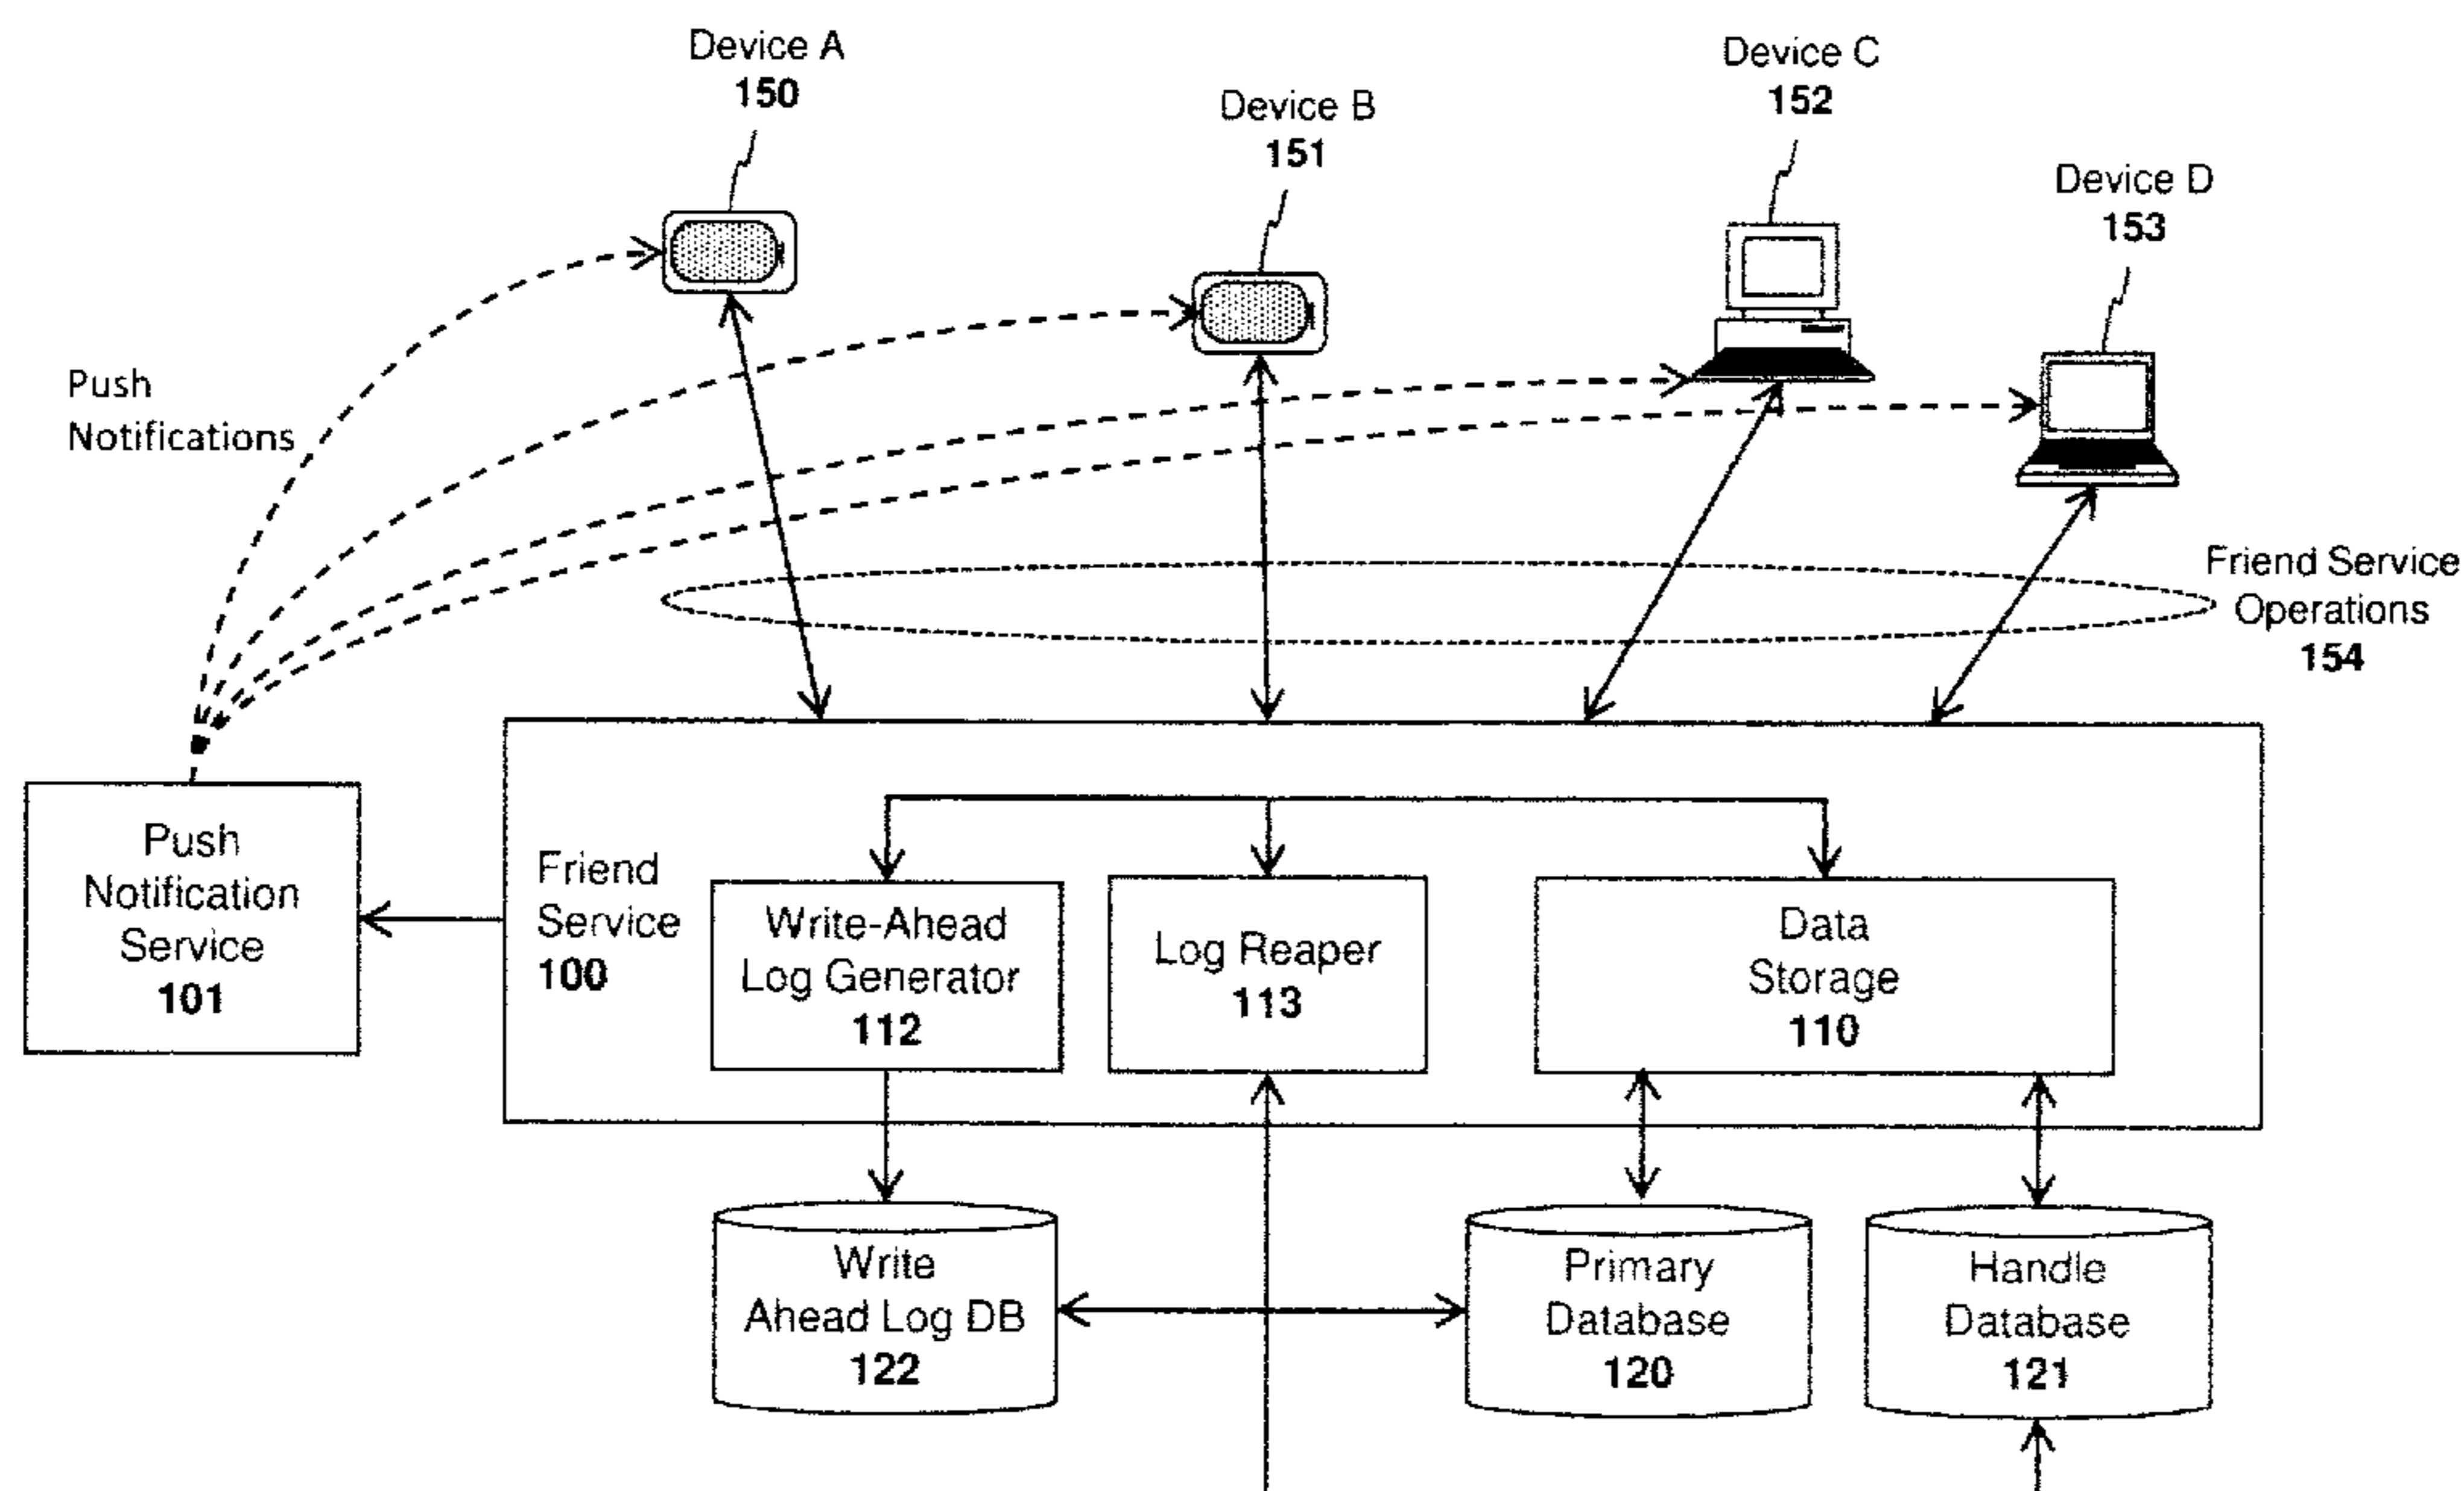 Device A
150
Device B
151
Device C
152
Device D
153
Push
Notifications
Friend Service
Operations
154
Push
Notification
Service
101
Friend
Service
100
Write-Ahead
Log Generator
112
Log Reaper
113
Data
Storage
110
Write
Ahead Log DB
122
Primary
Database
120
Handle
Database
121